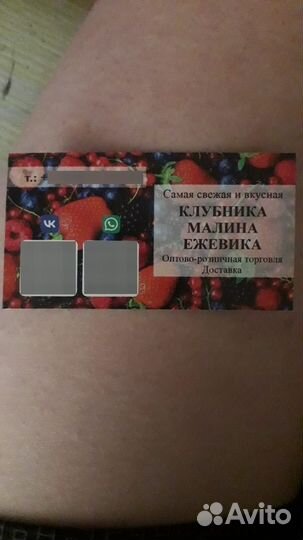 т.: +
Самая свежая и вкусная
КЛУБНИКА
МАЛИНА
ЕЖЕВИКА
Оптово-розничная торговля
Доставка
Avito